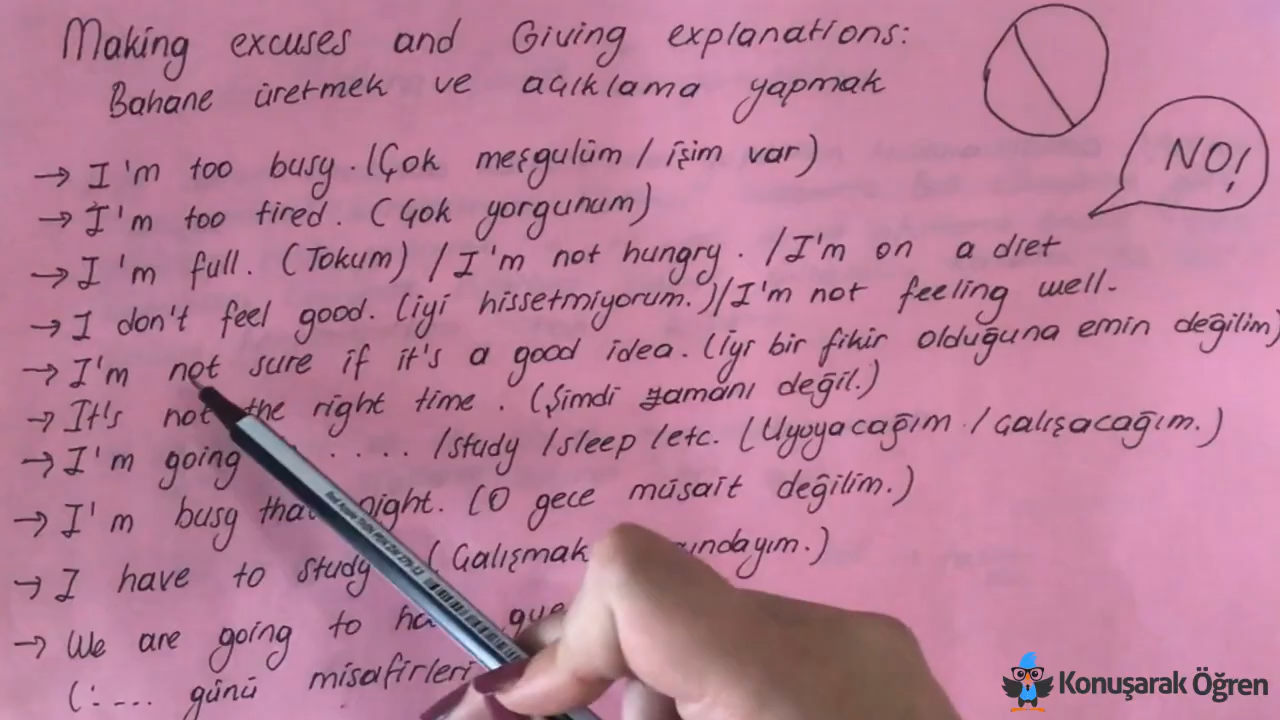 Making excuses and Giving explanations:
Bahane üretmek ve açıklama yapmak
NO!
→ I'm too busy. (Çok meşgulüm / işim var)
→ I'm too tired. (Çok yorgunum)
→ I'm full. (Tokum) / I'm not hungry. / I'm on a diet
→ I don't feel good. (iyi hissetmiyorum.) / I'm not feeling well.
→ I'm not sure if it's a good idea. (İyi bir fikir olduğuna emin değilim)
→ It's not the right time. (Şimdi zamanı değil.)
→ I'm going ..... /study /sleep /etc. (Uyuyacağım / Çalışacağım.)
→ I'm busy that night. (O gece müsait değilim.)
→ I have to study (Çalışmak
→ We are going to
(:.... günü misafirleri
Konuşarak Öğren